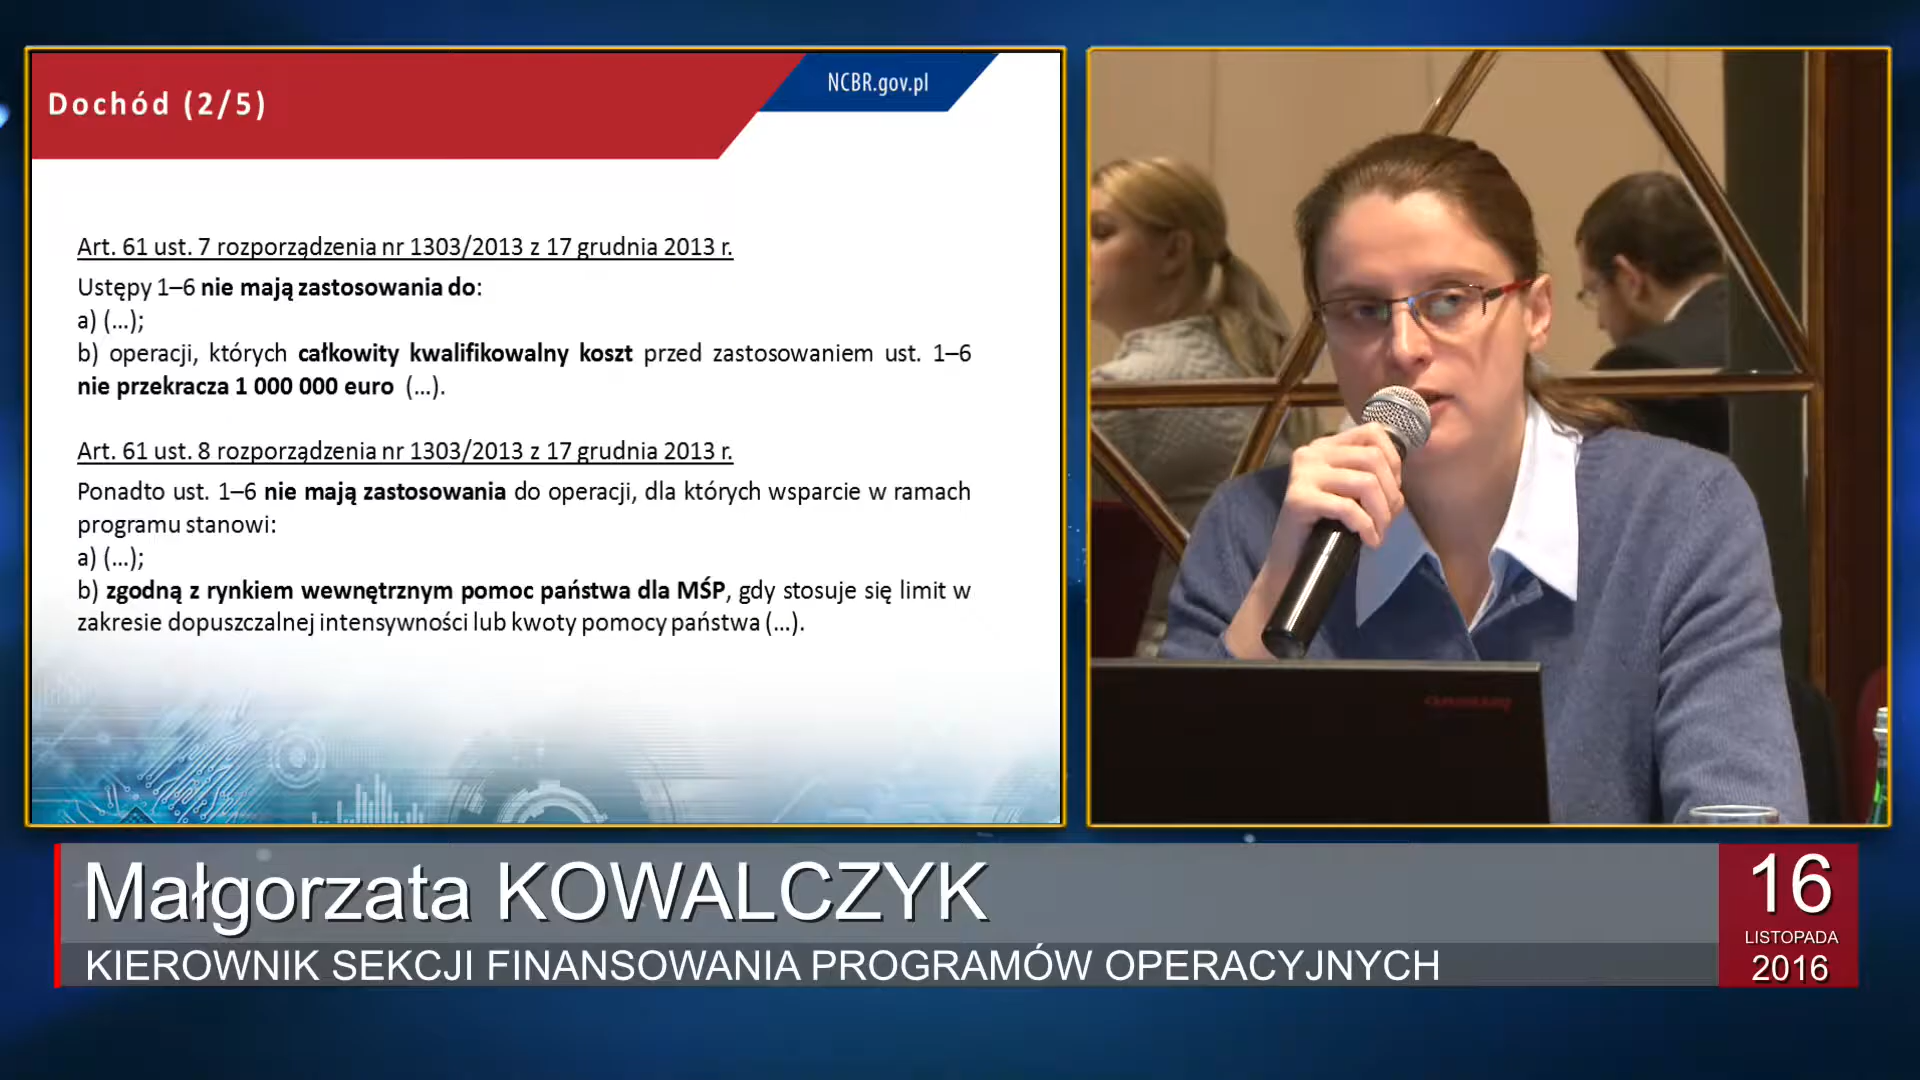 Dochód (2/5)
NCBR.gov.pl
Art. 61 ust. 7 rozporządzenia nr 1303/2013 z 17 grudnia 2013 r.
Ustępy 1–6 nie mają zastosowania do:
a) (...);
b) operacji, których całkowity kwalifikowalny koszt przed zastosowaniem ust. 1–6
nie przekracza 1 000 000 euro (...).
Art. 61 ust. 8 rozporządzenia nr 1303/2013 z 17 grudnia 2013 r.
Ponadto ust. 1–6 nie mają zastosowania do operacji, dla których wsparcie w ramach
programu stanowi:
a) (...);
b) zgodną z rynkiem wewnętrznym pomoc państwa dla MŚP, gdy stosuje się limit w
zakresie dopuszczalnej intensywności lub kwoty pomocy państwa (...).
Małgorzata KOWALCZYK
KIEROWNIK SEKCJI FINANSOWANIA PROGRAMÓW OPERACYJNYCH
16
LISTOPADA
2016